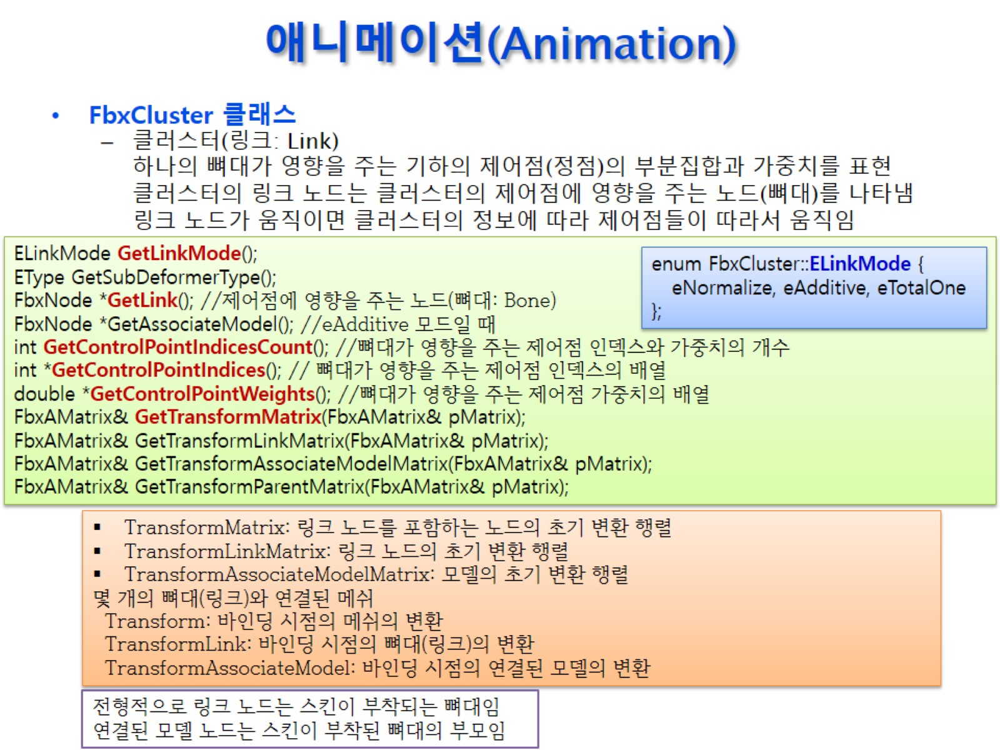 애니메이션(Animation)
• FbxCluster 클래스
– 클러스터(링크: Link)
하나의 뼈대가 영향을 주는 기하의 제어점(정점)의 부분집합과 가중치를 표현
클러스터의 링크 노드는 클러스터의 제어점에 영향을 주는 노드(뼈대)를 나타냄
링크 노드가 움직이면 클러스터의 정보에 따라 제어점들이 따라서 움직임
ELinkMode GetLinkMode();
EType GetSubDeformerType();
FbxNode *GetLink(); //제어점에 영향을 주는 노드(뼈대: Bone)
FbxNode *GetAssociateModel(); //eAdditive 모드일 때
int GetControlPointIndicesCount(); //뼈대가 영향을 주는 제어점 인덱스와 가중치의 개수
int *GetControlPointIndices(); // 뼈대가 영향을 주는 제어점 인덱스의 배열
double *GetControlPointWeights(); //뼈대가 영향을 주는 제어점 가중치의 배열
FbxAMatrix& GetTransformMatrix(FbxAMatrix& pMatrix);
FbxAMatrix& GetTransformLinkMatrix(FbxAMatrix& pMatrix);
FbxAMatrix& GetTransformAssociateModelMatrix(FbxAMatrix& pMatrix);
FbxAMatrix& GetTransformParentMatrix(FbxAMatrix& pMatrix);
enum FbxCluster::ELinkMode {
eNormalize, eAdditive, eTotalOne
};
▪ TransformMatrix: 링크 노드를 포함하는 노드의 초기 변환 행렬
▪ TransformLinkMatrix: 링크 노드의 초기 변환 행렬
▪ TransformAssociateModelMatrix: 모델의 초기 변환 행렬
몇 개의 뼈대(링크)와 연결된 메쉬
Transform: 바인딩 시점의 메쉬의 변환
TransformLink: 바인딩 시점의 뼈대(링크)의 변환
TransformAssociateModel: 바인딩 시점의 연결된 모델의 변환
전형적으로 링크 노드는 스킨이 부착되는 뼈대임
연결된 모델 노드는 스킨이 부착된 뼈대의 부모임